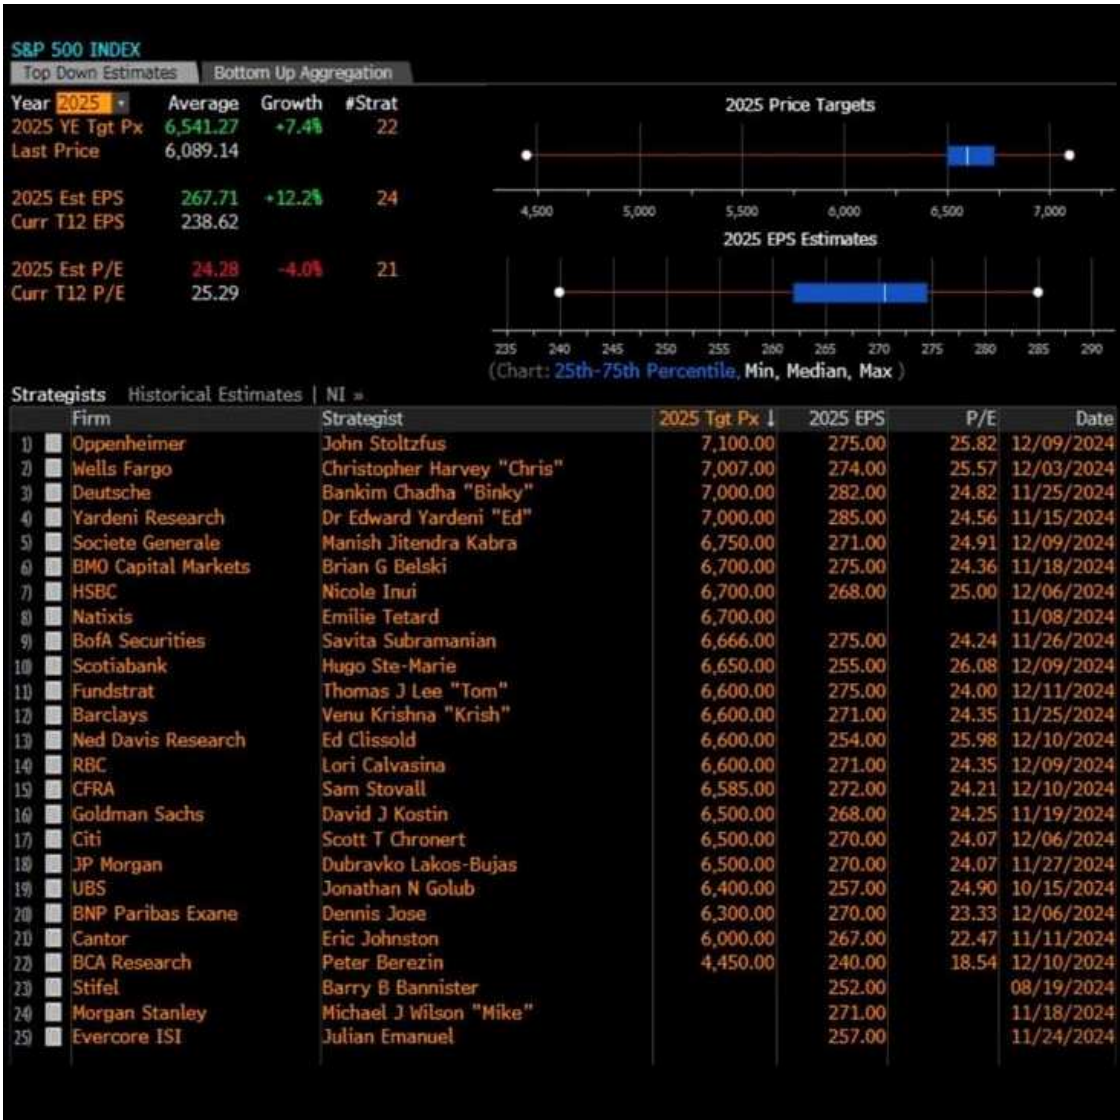 S&P 500 INDEX
Top Down Estimates Bottom Up Aggregation
Year 2025 Average Growth #Strat
2025 YE Tgt Px 6,541.27 +7.4% 22
Last Price 6,089.14
2025 Est EPS 267.71 +12.2% 24
Curr T12 EPS 238.62
2025 Est P/E 24.28 -4.0% 21
Curr T12 P/E 25.29
2025 Price Targets
4,500 5,000 5,500 6,000 6,500 7,000
2025 EPS Estimates
235 240 245 250 255 260 265 270 275 280 285 290
(Chart: 25th-75th Percentile, Min, Median, Max )
Strategists Historical Estimates | NI »
Firm Strategist 2025 Tgt Px ↓ 2025 EPS P/E Date
1) Oppenheimer John Stoltzfus 7,100.00 275.00 25.82 12/09/2024
2) Wells Fargo Christopher Harvey "Chris" 7,007.00 274.00 25.57 12/03/2024
3) Deutsche Bankim Chadha "Binky" 7,000.00 282.00 24.82 11/25/2024
4) Yardeni Research Dr Edward Yardeni "Ed" 7,000.00 285.00 24.56 11/15/2024
5) Societe Generale Manish Jitendra Kabra 6,750.00 271.00 24.91 12/09/2024
6) BMO Capital Markets Brian G Belski 6,700.00 275.00 24.36 11/18/2024
7) HSBC Nicole Inui 6,700.00 268.00 25.00 12/06/2024
8) Natixis Emilie Tetard 6,700.00 11/08/2024
9) BofA Securities Savita Subramanian 6,666.00 275.00 24.24 11/26/2024
10) Scotiabank Hugo Ste-Marie 6,650.00 255.00 26.08 12/09/2024
11) Fundstrat Thomas J Lee "Tom" 6,600.00 275.00 24.00 12/11/2024
12) Barclays Venu Krishna "Krish" 6,600.00 271.00 24.35 11/25/2024
13) Ned Davis Research Ed Clissold 6,600.00 254.00 25.98 12/10/2024
14) RBC Lori Calvasina 6,600.00 271.00 24.35 12/09/2024
15) CFRA Sam Stovall 6,585.00 272.00 24.21 12/10/2024
16) Goldman Sachs David J Kostin 6,500.00 268.00 24.25 11/19/2024
17) Citi Scott T Chronert 6,500.00 270.00 24.07 12/06/2024
18) JP Morgan Dubravko Lakos-Bujas 6,500.00 270.00 24.07 11/27/2024
19) UBS Jonathan N Golub 6,400.00 257.00 24.90 10/15/2024
20) BNP Paribas Exane Dennis Jose 6,300.00 270.00 23.33 12/06/2024
21) Cantor Eric Johnston 6,000.00 267.00 22.47 11/11/2024
22) BCA Research Peter Berezin 4,450.00 240.00 18.54 12/10/2024
23) Stifel Barry B Bannister 252.00 08/19/2024
24) Morgan Stanley Michael J Wilson "Mike" 271.00 11/18/2024
25) Evercore ISI Julian Emanuel 257.00 11/24/2024